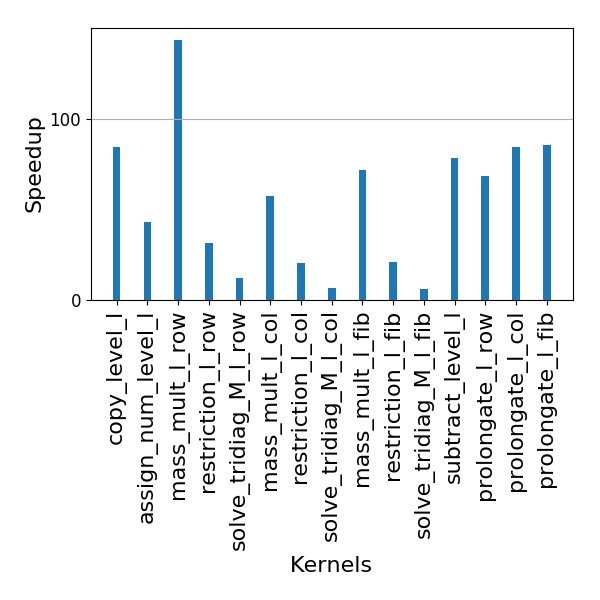 Speedup
100
0
copy_level_l
assign_num_level_l
mass_mult_l_row
restriction_l_row
solve_tridiag_M_l_row
mass_mult_l_col
restriction_l_col
solve_tridiag_M_l_col
mass_mult_l_fib
restriction_l_fib
solve_tridiag_M_l_fib
subtract_level_l
prolongate_l_row
prolongate_l_col
prolongate_l_fib
Kernels